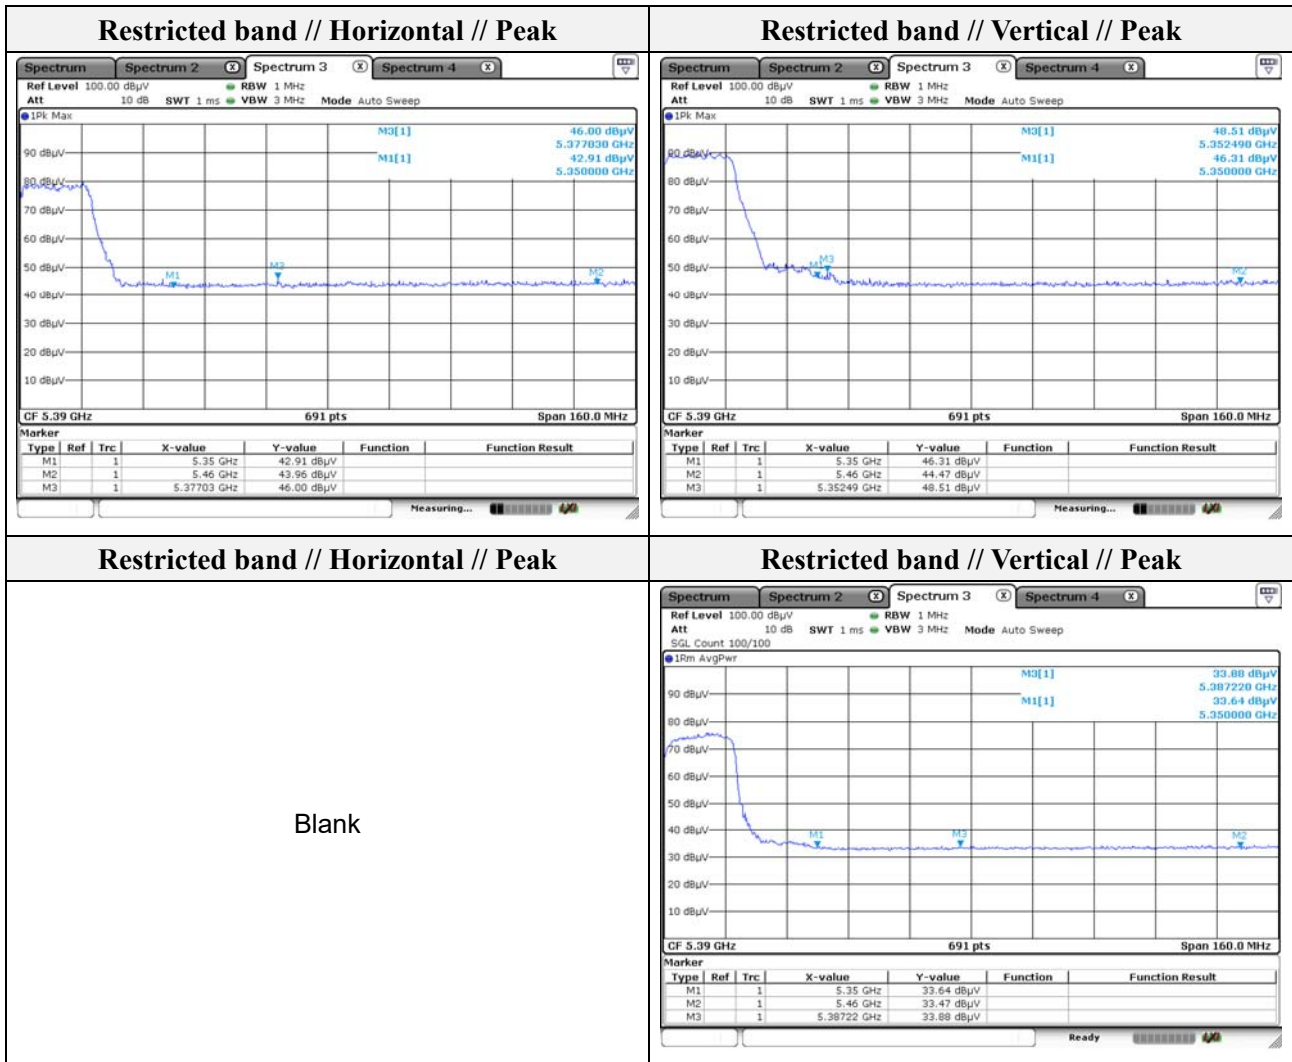 Restricted band // Horizontal // Peak
Spectrum Spectrum 2 Spectrum 3 Spectrum 4
Ref Level 100.00 dBµV RBW 1 MHz
Att 10 dB SWT 1 ms VBW 3 MHz Mode Auto Sweep
1Pk Max
M3[1] 46.00 dBµV
5.377030 GHz
M1[1] 42.91 dBµV
5.350000 GHz
90 dBµV
80 dBµV
70 dBµV
60 dBµV
50 dBµV
40 dBµV
30 dBµV
20 dBµV
10 dBµV
M1 M3 M2
CF 5.39 GHz 691 pts Span 160.0 MHz
Marker
Type Ref Trc X-value Y-value Function Function Result
M1 1 5.35 GHz 42.91 dBµV
M2 1 5.46 GHz 43.96 dBµV
M3 1 5.37703 GHz 46.00 dBµV
Measuring...
Restricted band // Vertical // Peak
Spectrum Spectrum 2 Spectrum 3 Spectrum 4
Ref Level 100.00 dBµV RBW 1 MHz
Att 10 dB SWT 1 ms VBW 3 MHz Mode Auto Sweep
1Pk Max
M3[1] 48.51 dBµV
5.352490 GHz
M1[1] 46.31 dBµV
5.350000 GHz
90 dBµV
80 dBµV
70 dBµV
60 dBµV
50 dBµV
40 dBµV
30 dBµV
20 dBµV
10 dBµV
M1 M3 M2
CF 5.39 GHz 691 pts Span 160.0 MHz
Marker
Type Ref Trc X-value Y-value Function Function Result
M1 1 5.35 GHz 46.31 dBµV
M2 1 5.46 GHz 44.47 dBµV
M3 1 5.35249 GHz 48.51 dBµV
Measuring...
Restricted band // Horizontal // Peak
Blank
Restricted band // Vertical // Peak
Spectrum Spectrum 2 Spectrum 3 Spectrum 4
Ref Level 100.00 dBµV RBW 1 MHz
Att 10 dB SWT 1 ms VBW 3 MHz Mode Auto Sweep
SGL Count 100/100
1Rm AvgPwr
M3[1] 33.88 dBµV
5.387220 GHz
M1[1] 33.64 dBµV
5.350000 GHz
90 dBµV
80 dBµV
70 dBµV
60 dBµV
50 dBµV
40 dBµV
30 dBµV
20 dBµV
10 dBµV
M1 M3 M2
CF 5.39 GHz 691 pts Span 160.0 MHz
Marker
Type Ref Trc X-value Y-value Function Function Result
M1 1 5.35 GHz 33.64 dBµV
M2 1 5.46 GHz 33.47 dBµV
M3 1 5.38722 GHz 33.88 dBµV
Ready